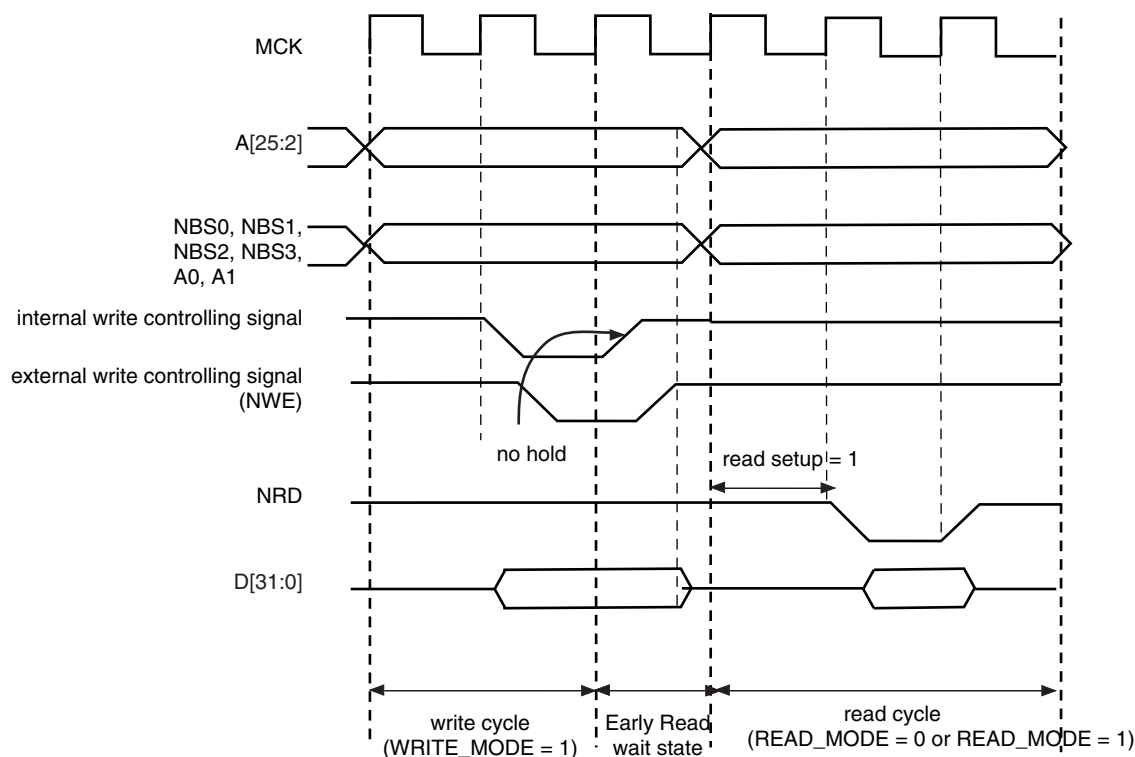 MCK
A[25:2]
NBS0, NBS1,
NBS2, NBS3,
A0, A1
internal write controlling signal
external write controlling signal
(NWE)
no hold
read setup = 1
NRD
D[31:0]
write cycle
(WRITE_MODE = 1)
Early Read
wait state
read cycle
(READ_MODE = 0 or READ_MODE = 1)